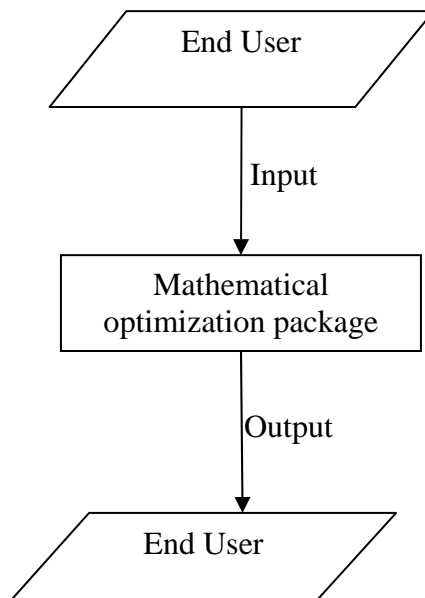 End User
Input
Mathematical
optimization package
Output
End User